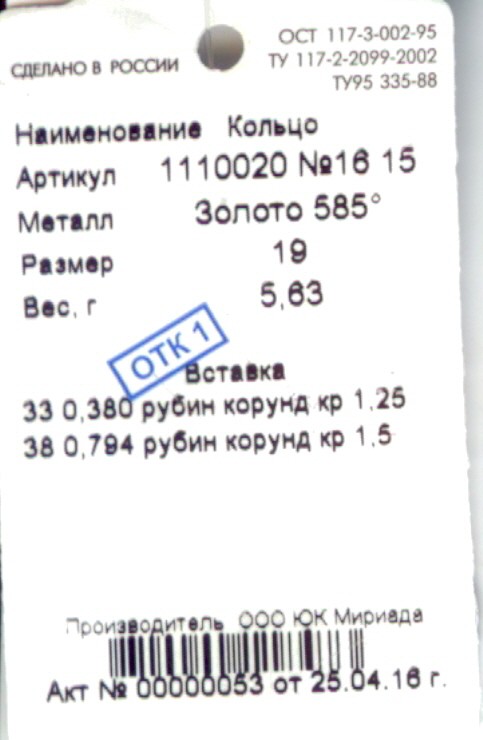 СДЕЛАНО В РОССИИ
ОСТ 117-3-002-95
ТУ 117-2-2099-2002
ТУ95 335-88
Наименование Кольцо
Артикул 1110020 №16 15
Металл Золото 585°
Размер 19
Вес, г 5,63
ОТК 1
Вставка
33 0,380 рубин корунд кр 1,25
38 0,794 рубин корунд кр 1,5
Производитель ООО ЮК Мириада
Акт № 00000053 от 25.04.16 г.